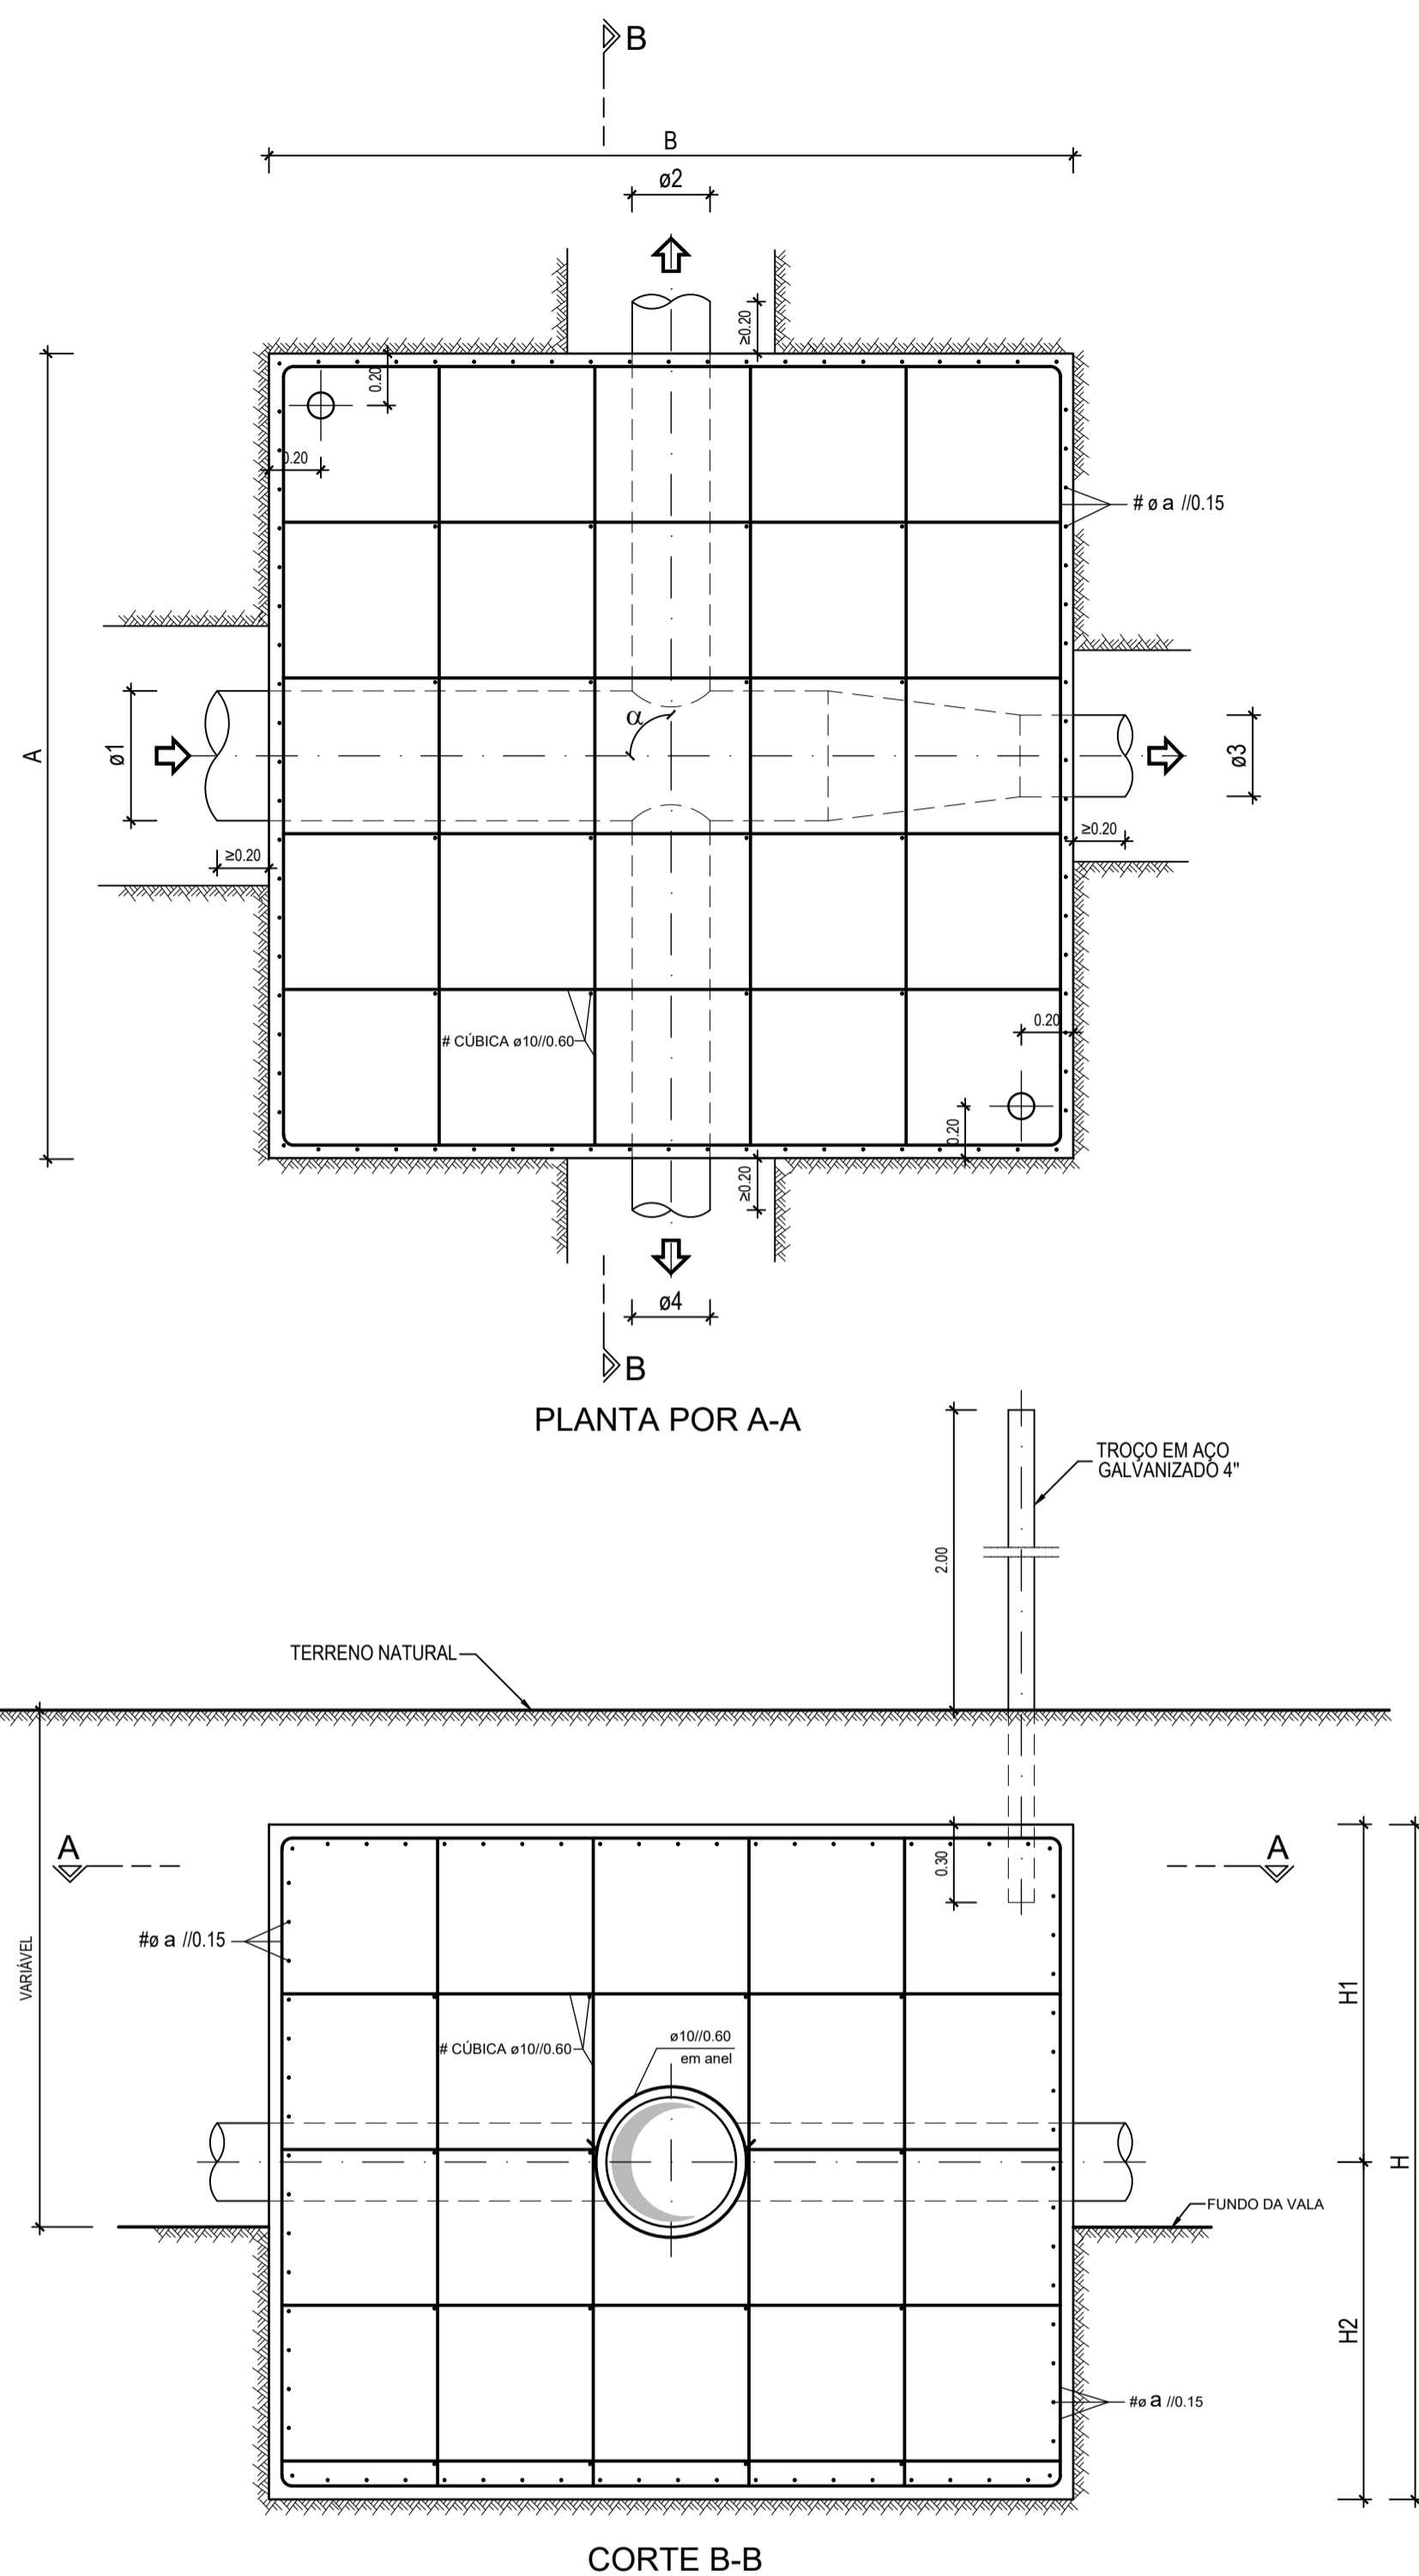 B
B
ø2
≥0.20
0.20
0.20
# ø a //0.15
A
ø1
α
ø3
≥0.20
≥0.20
# CÚBICA ø10//0.60
0.20
0.20
≥0.20
ø4
B
PLANTA POR A-A
TROÇO EM AÇO
GALVANIZADO 4"
2.00
TERRENO NATURAL
A
A
0.30
#ø a //0.15
VARIÁVEL
H1
ø10//0.60
em anel
# CÚBICA ø10//0.60
H
FUNDO DA VALA
H2
#ø a //0.15
CORTE B-B